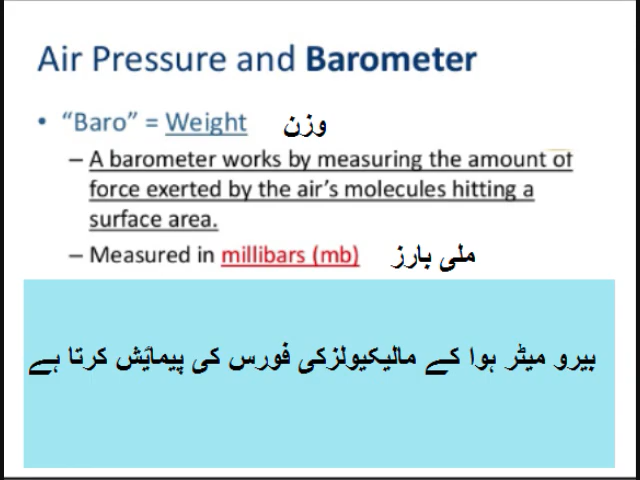 Air Pressure and Barometer
• “Baro” = Weight وزن
– A barometer works by measuring the amount of
force exerted by the air’s molecules hitting a
surface area.
– Measured in millibars (mb) ملی بارز
بیرو میٹر ہوا کے مالیکیولزکی فورس کی پیمائش کرتا ہے